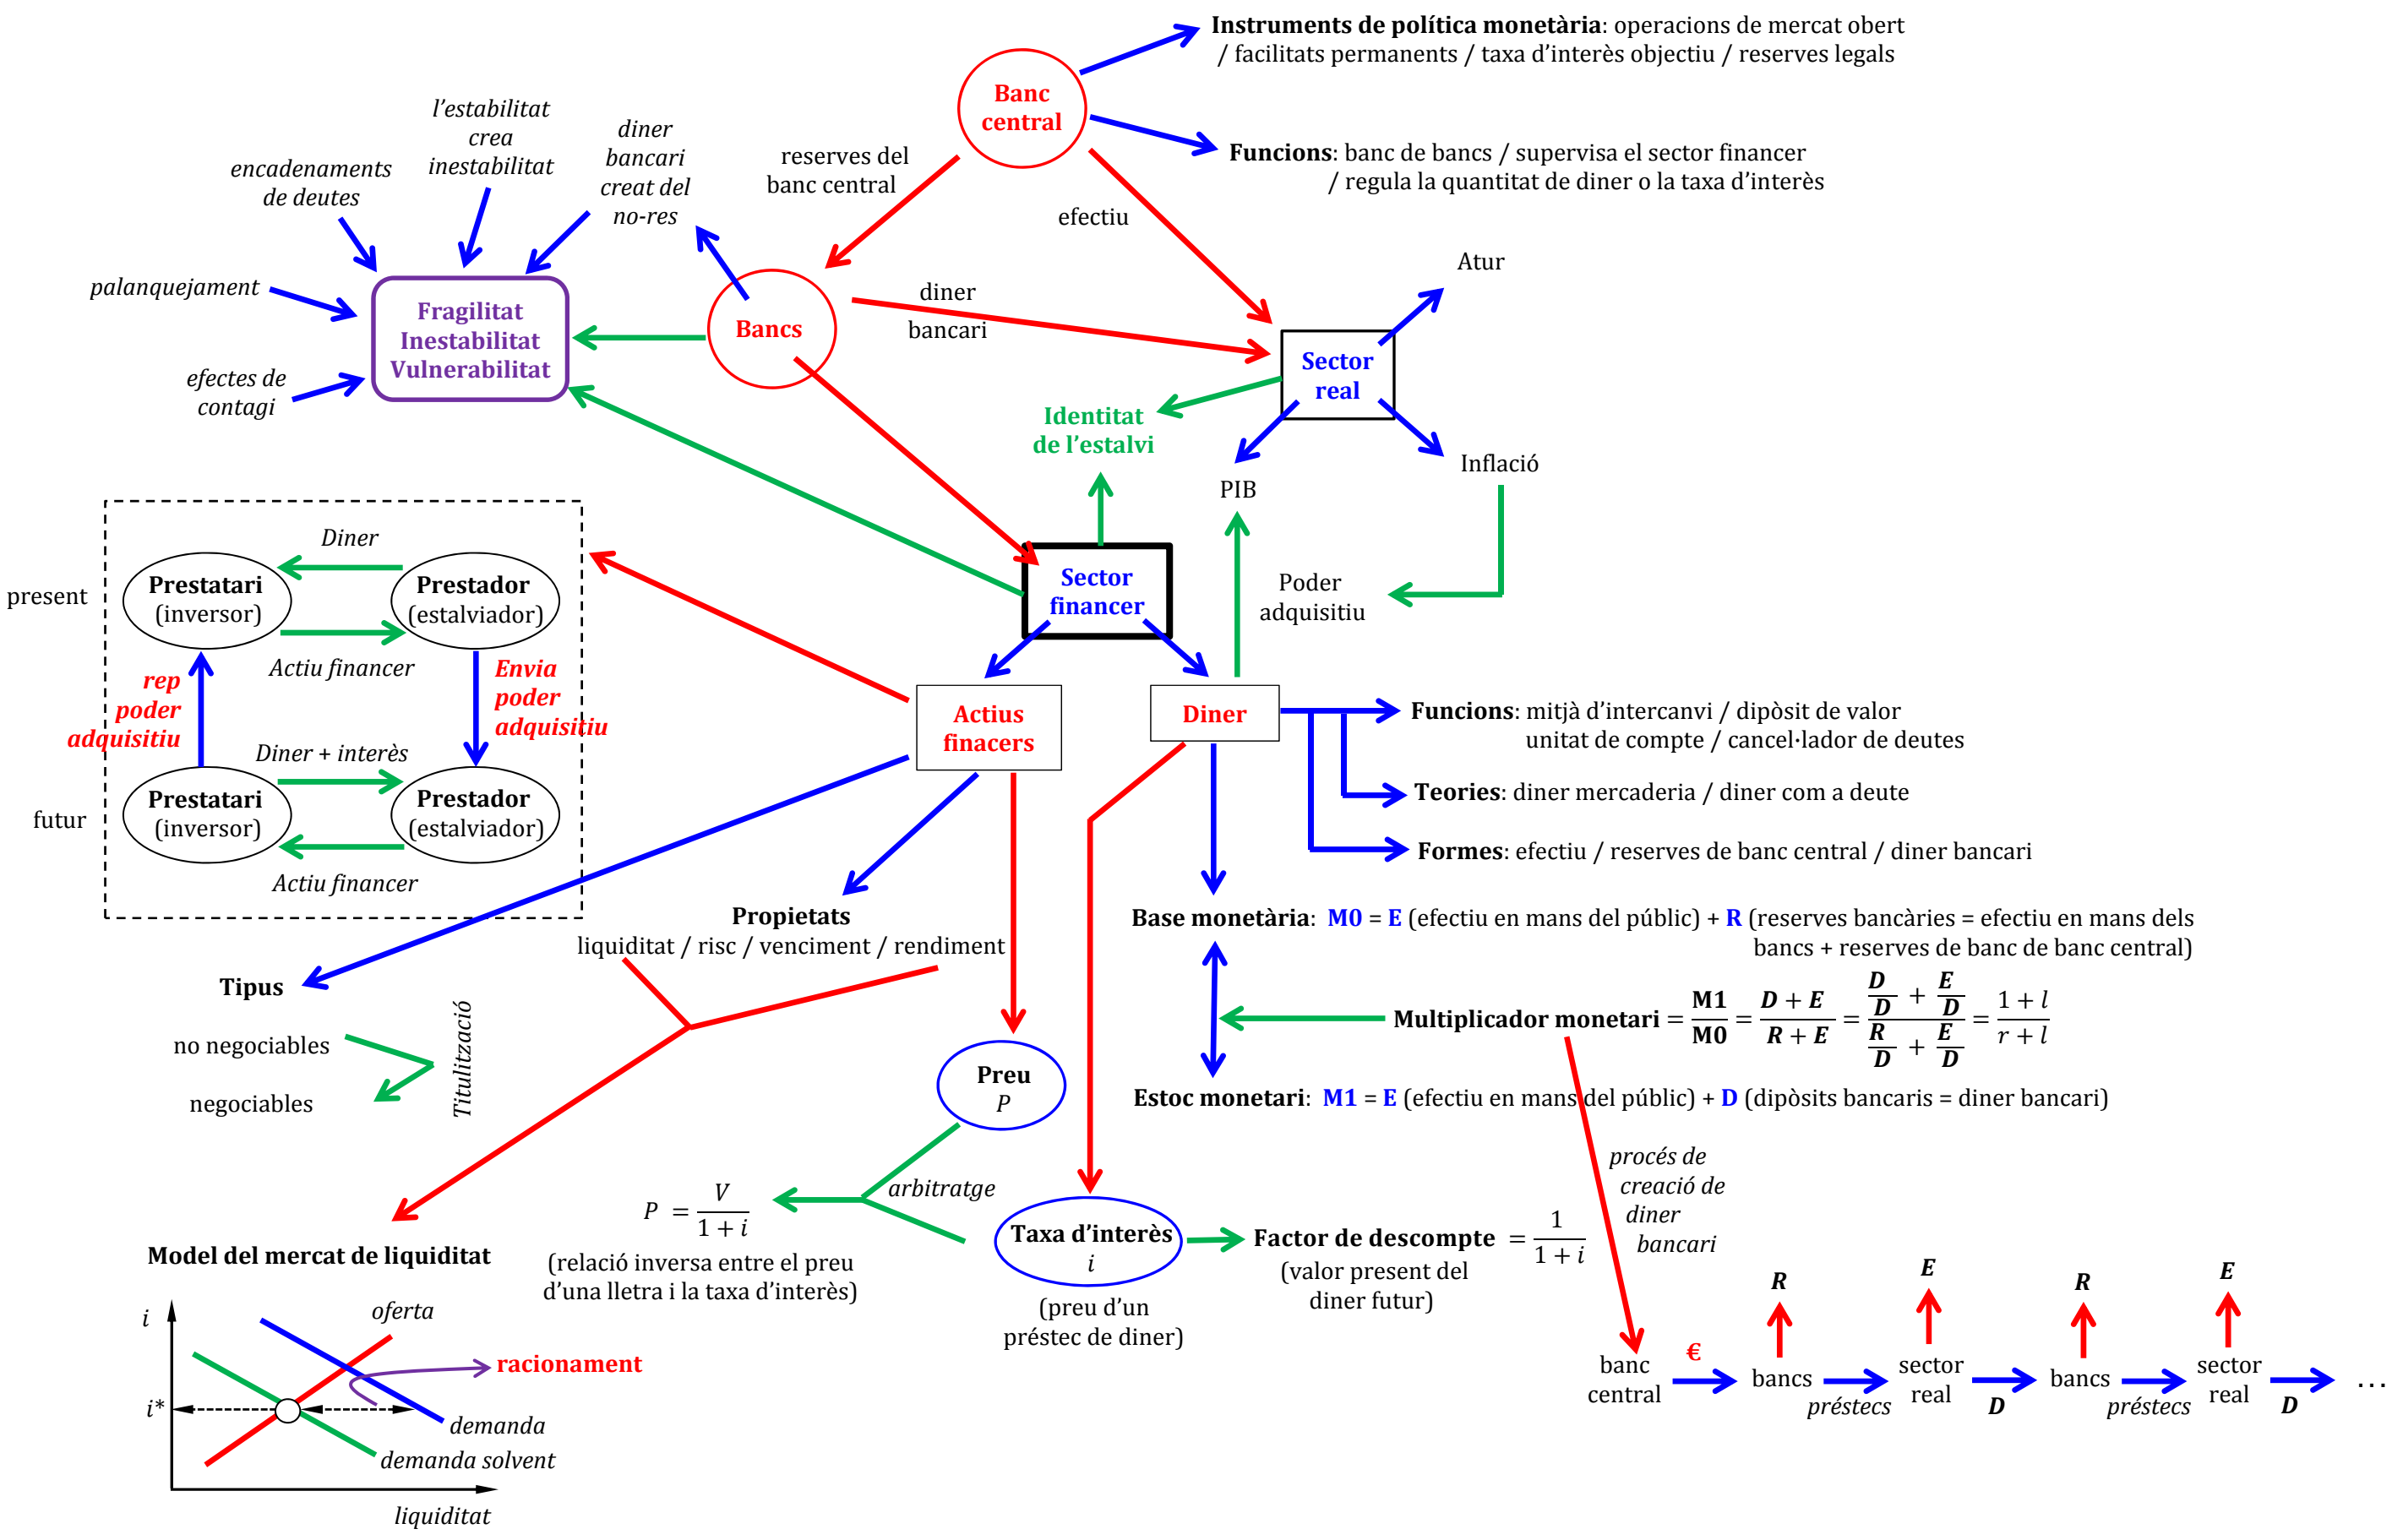 Instruments de política monetària: operacions de mercat obert
/ facilitats permanents / taxa d'interès objectiu / reserves legals
Banc
central
Funcions: banc de bancs / supervisa el sector financer
/ regula la quantitat de diner o la taxa d'interès
l'estabilitat
crea
inestabilitat
diner
bancari
creat del
no-res
encadenaments
de deutes
palanquejament
efectes de
contagi
reserves del
banc central
efectiu
Fragilitat
Inestabilitat
Vulnerabilitat
Bancs
diner
bancari
Atur
Sector
real
Identitat
de l'estalvi
Inflació
PIB
Poder
adquisitiu
Sector
financer
present
Diner
Prestatari
(inversor)
Prestador
(estalviador)
Actiu financer
rep
poder
adquisitiu
Envia
poder
adquisitiu
futur
Diner + interès
Prestatari
(inversor)
Prestador
(estalviador)
Actiu financer
Actius
finacers
Diner
Funcions: mitjà d'intercanvi / dipòsit de valor
unitat de compte / cancel·lador de deutes
Teories: diner mercaderia / diner com a deute
Formes: efectiu / reserves de banc central / diner bancari
Propietats
liquiditat / risc / venciment / rendiment
Base monetària: M0 = E (efectiu en mans del públic) + R (reserves bancàries = efectiu en mans dels
bancs + reserves de banc de banc central)
Tipus
no negociables
negociables
Titulització
Multiplicador monetari = M1/M0 = (D + E)/(R + E) = (D/D + E/D)/(R/D + E/D) = (1 + l)/(r + l)
Estoc monetari: M1 = E (efectiu en mans del públic) + D (dipòsits bancaris = diner bancari)
Preu
P
arbitratge
P = V/(1 + i)
(relació inversa entre el preu
d'una lletra i la taxa d'interès)
Taxa d'interès
i
(preu d'un
préstec de diner)
Factor de descompte = 1/(1 + i)
(valor present del
diner futur)
procés de
creació de
diner
bancari
Model del mercat de liquiditat
i
oferta
racionament
i*
demanda
demanda solvent
liquiditat
R
E
R
E
banc
central
€
bancs
préstecs
sector
real
D
bancs
préstecs
sector
real
D
…